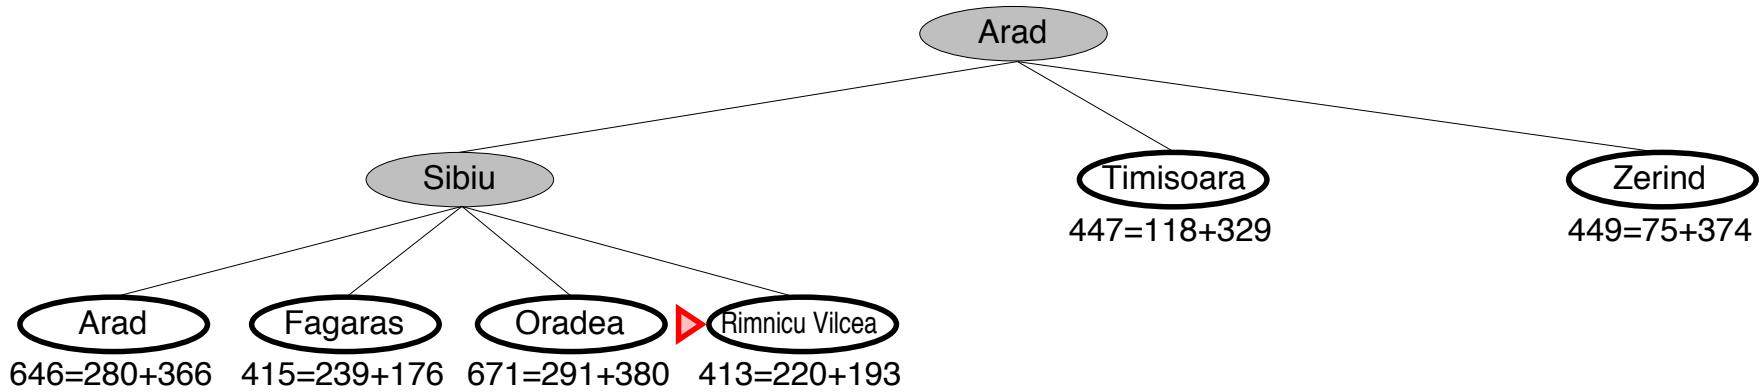 Arad
Sibiu Timisoara Zerind
447=118+329 449=75+374
Arad Fagaras Oradea Rimnicu Vilcea
646=280+366 415=239+176 671=291+380 413=220+193